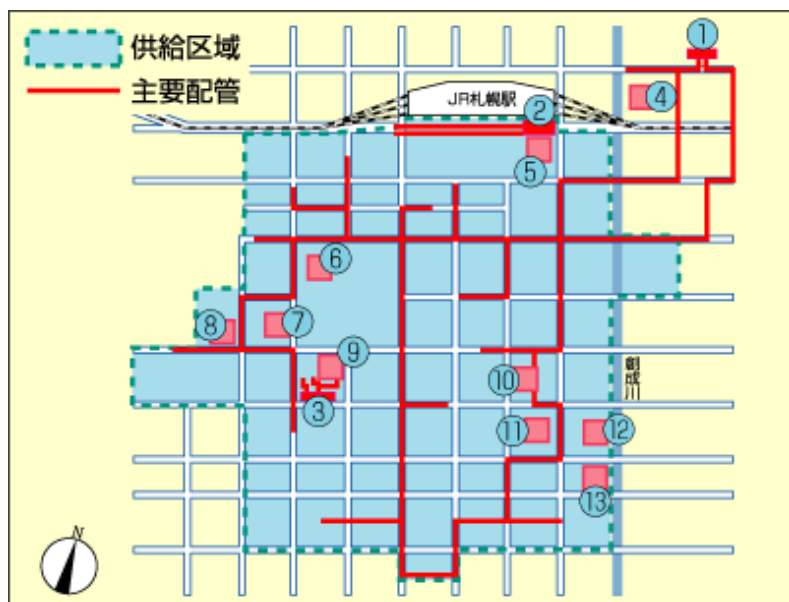 供給区域
主要配管
JR札幌駅
①
②
③
④
⑤
⑥
⑦
⑧
⑨
⑩
⑪
⑫
⑬
創成川
N